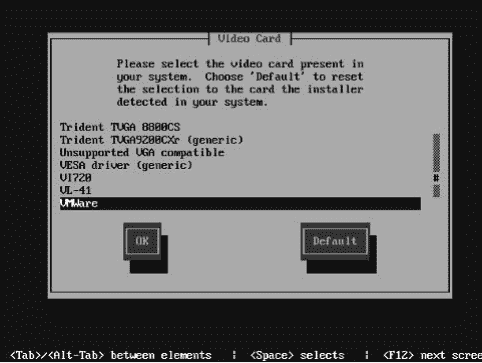 Video Card
Please select the video card present in
your system.  Choose 'Default' to reset
the selection to the card the installer
detected in your system.
Trident TVGA 8800CS
Trident TVGA9200CXr (generic)
Unsupported VGA compatible
VESA driver (generic)
VI720
VL-41
VMWare
OK
Default
<Tab>/<Alt-Tab> between elements   |  <Space> selects   |  <F12> next scree